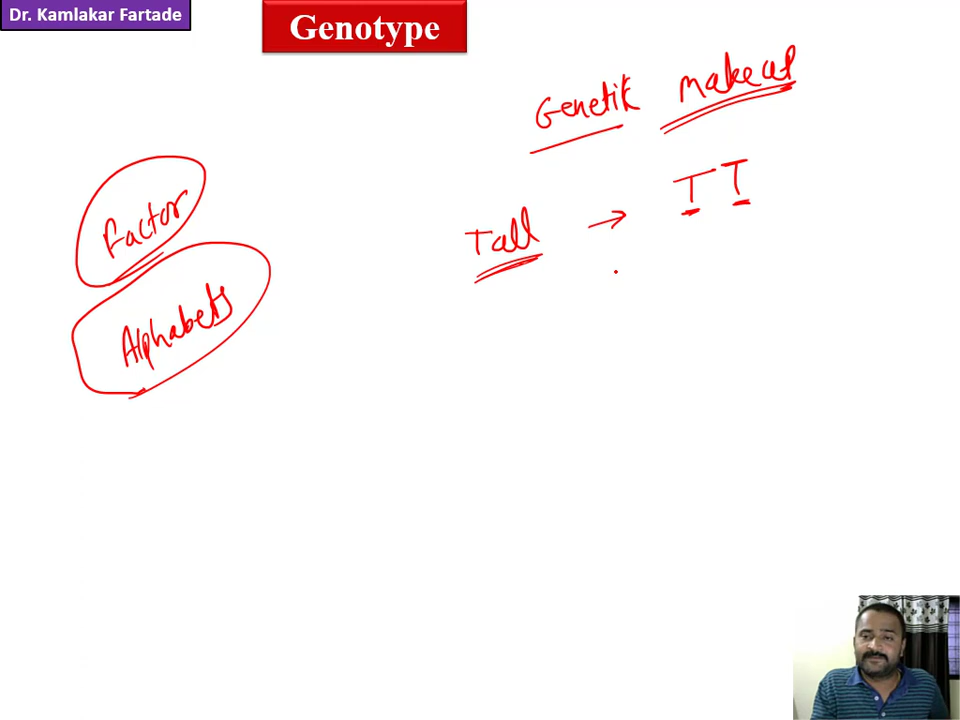 Dr. Kamlakar Fartade
Genotype
Genetik makeup
Tall → TT
Factor
Alphabets